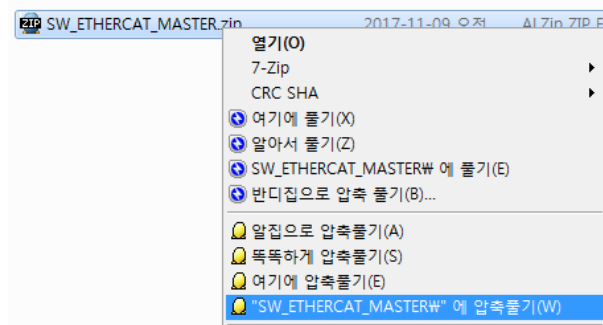 SW_ETHERCAT_MASTER.zip 2017-11-09 오전 ALZip ZIP F
열기(O)
7-Zip
CRC SHA
여기에 풀기(X)
알아서 풀기(Z)
SW_ETHERCAT_MASTER₩ 에 풀기(E)
반디집으로 압축 풀기(B)...
알집으로 압축풀기(A)
똑똑하게 압축풀기(S)
여기에 압축풀기(E)
"SW_ETHERCAT_MASTER₩" 에 압축풀기(W)